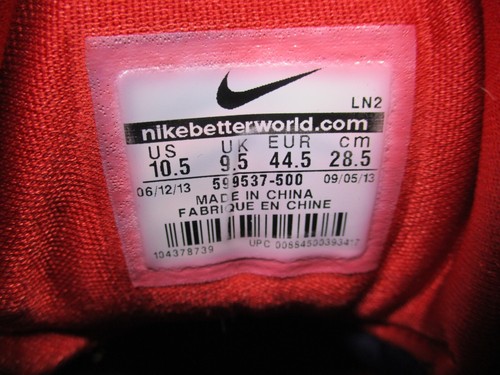 LN2
nikebetterworld.com
US UK EUR cm
10.5 9.5 44.5 28.5
06/12/13 599537-500 09/05/13
MADE IN CHINA
FABRIQUE EN CHINE
104378739 UPC 00884500393417